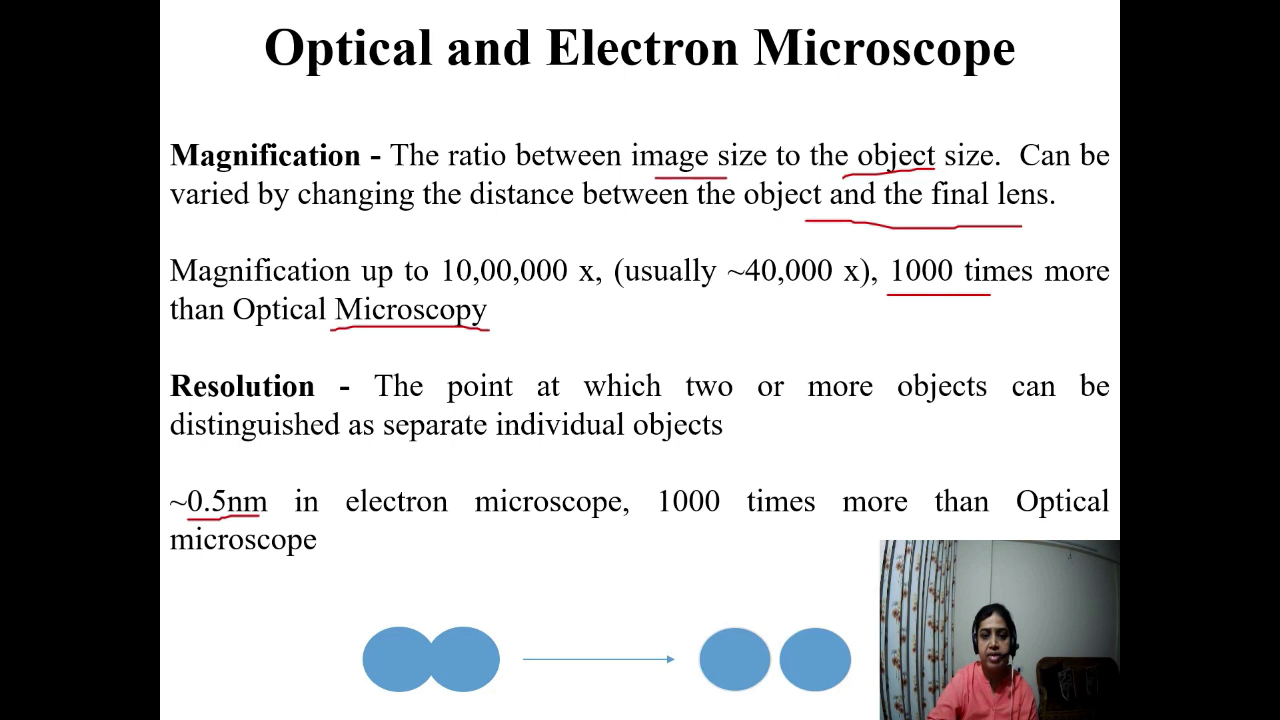 Optical and Electron Microscope
Magnification - The ratio between image size to the object size. Can be
varied by changing the distance between the object and the final lens.
Magnification up to 10,00,000 x, (usually ~40,000 x), 1000 times more
than Optical Microscopy
Resolution - The point at which two or more objects can be
distinguished as separate individual objects
~0.5nm in electron microscope, 1000 times more than Optical
microscope